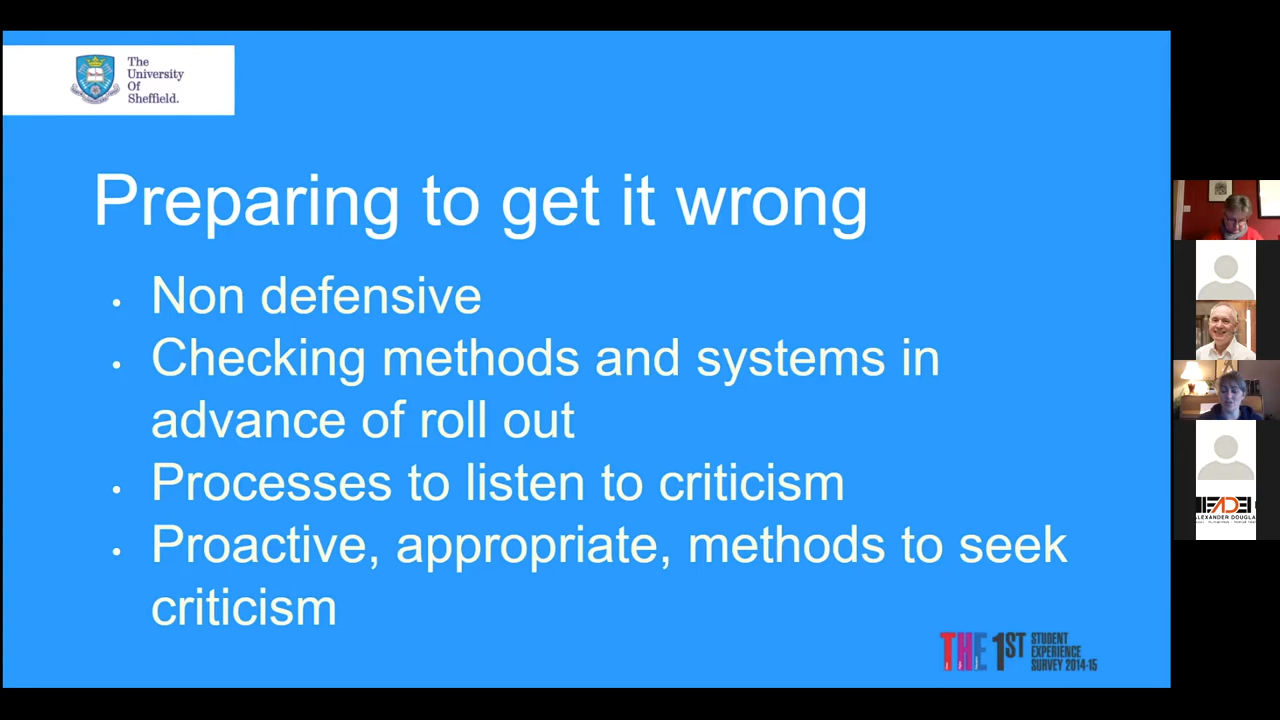 The
University
Of
Sheffield.
Preparing to get it wrong
• Non defensive
• Checking methods and systems in
advance of roll out
• Processes to listen to criticism
• Proactive, appropriate, methods to seek
criticism
THE 1ST STUDENT
EXPERIENCE
SURVEY 2014-15